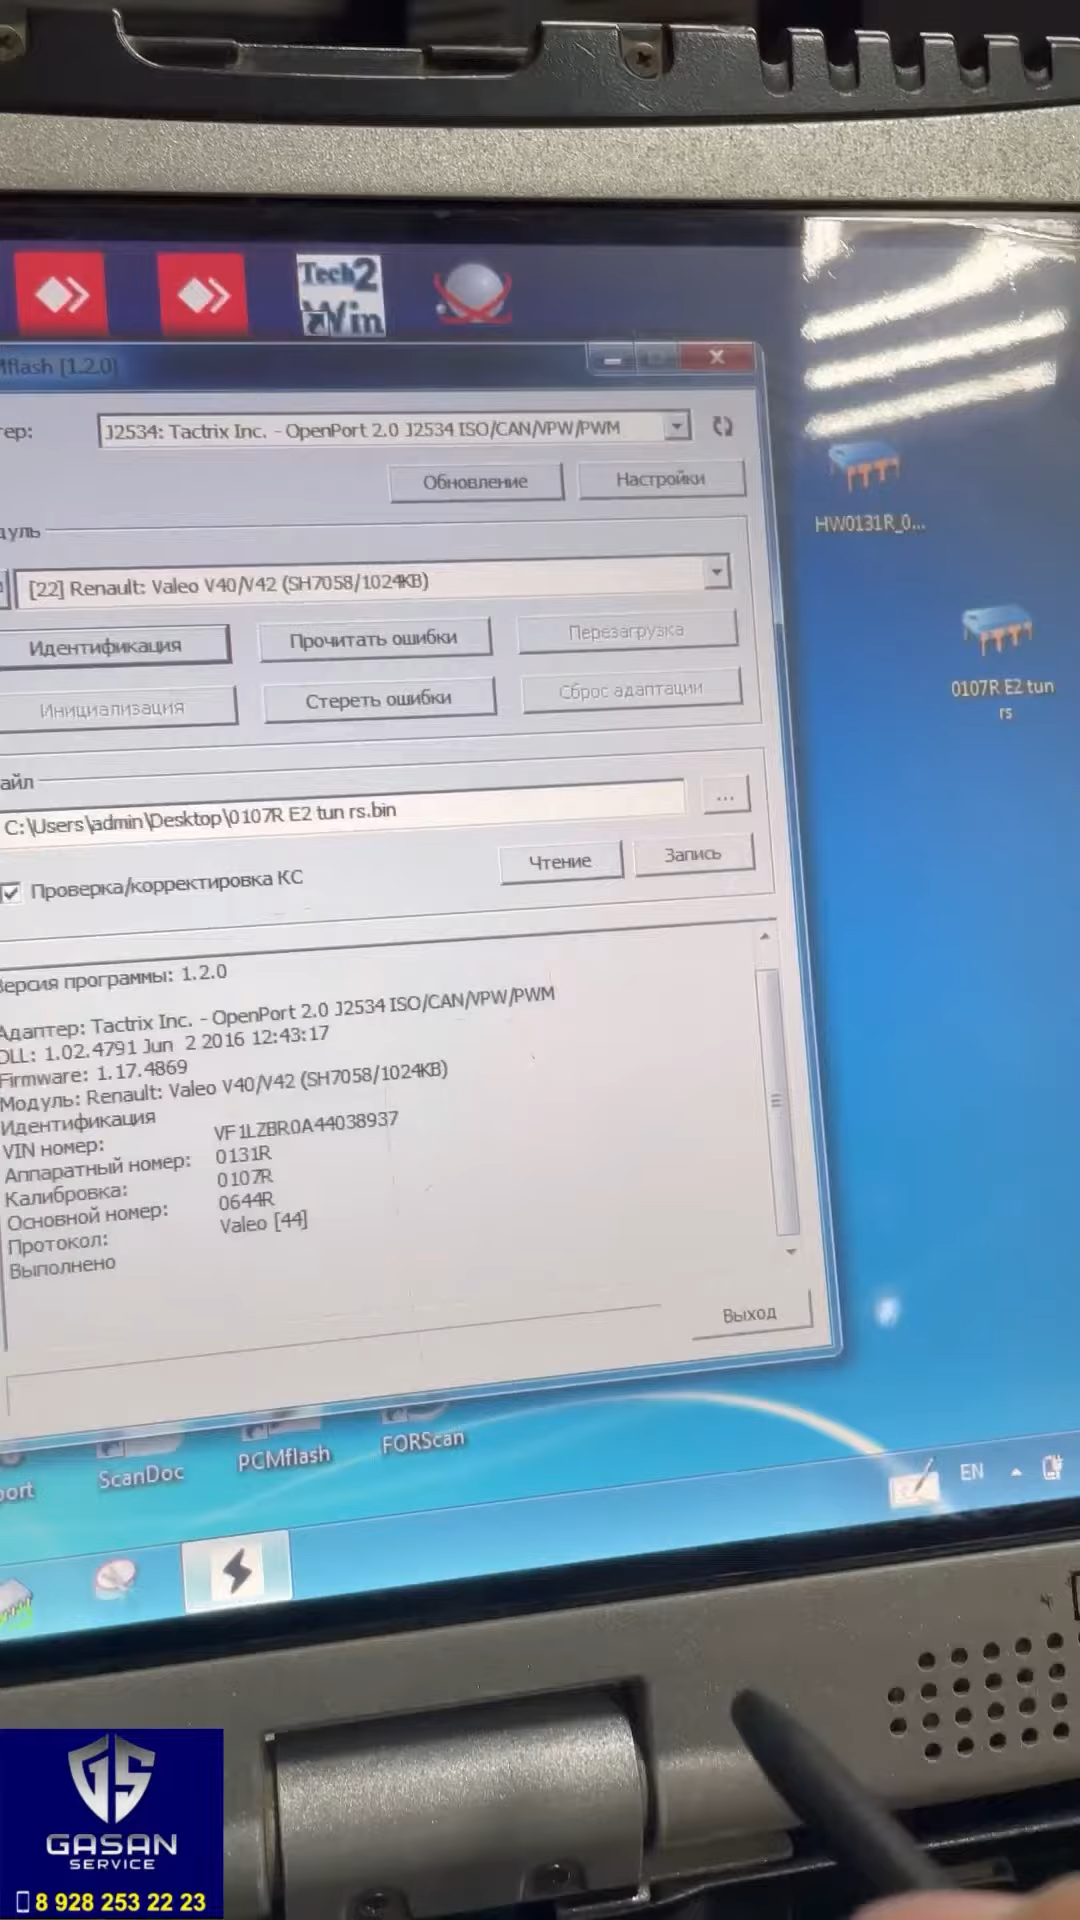 Tech2
Win
Mflash [1.2.0]
тер:
J2534: Tactrix Inc. - OpenPort 2.0 J2534 ISO/CAN/VPW/PWM
Обновление
Настройки
HW0131R_0...
дуль
[22] Renault: Valeo V40/V42 (SH7058/1024KB)
Идентификация
Прочитать ошибки
Перезагрузка
Инициализация
Стереть ошибки
Сброс адаптации
0107R E2 tun
rs
айл
C:\Users\admin\Desktop\0107R E2 tun rs.bin
...
Проверка/корректировка КС
Чтение
Запись
Версия программы: 1.2.0
Адаптер: Tactrix Inc. - OpenPort 2.0 J2534 ISO/CAN/VPW/PWM
DLL: 1.02.4791 Jun 2 2016 12:43:17
Firmware: 1.17.4869
Модуль: Renault: Valeo V40/V42 (SH7058/1024KB)
Идентификация
VIN номер: VF1LZBR0A44038937
Аппаратный номер: 0131R
Калибровка: 0107R
Основной номер: 0644R
Протокол: Valeo [44]
Выполнено
Выход
port
ScanDoc
PCMflash
FORScan
EN
GS
GASAN
SERVICE
8 928 253 22 23